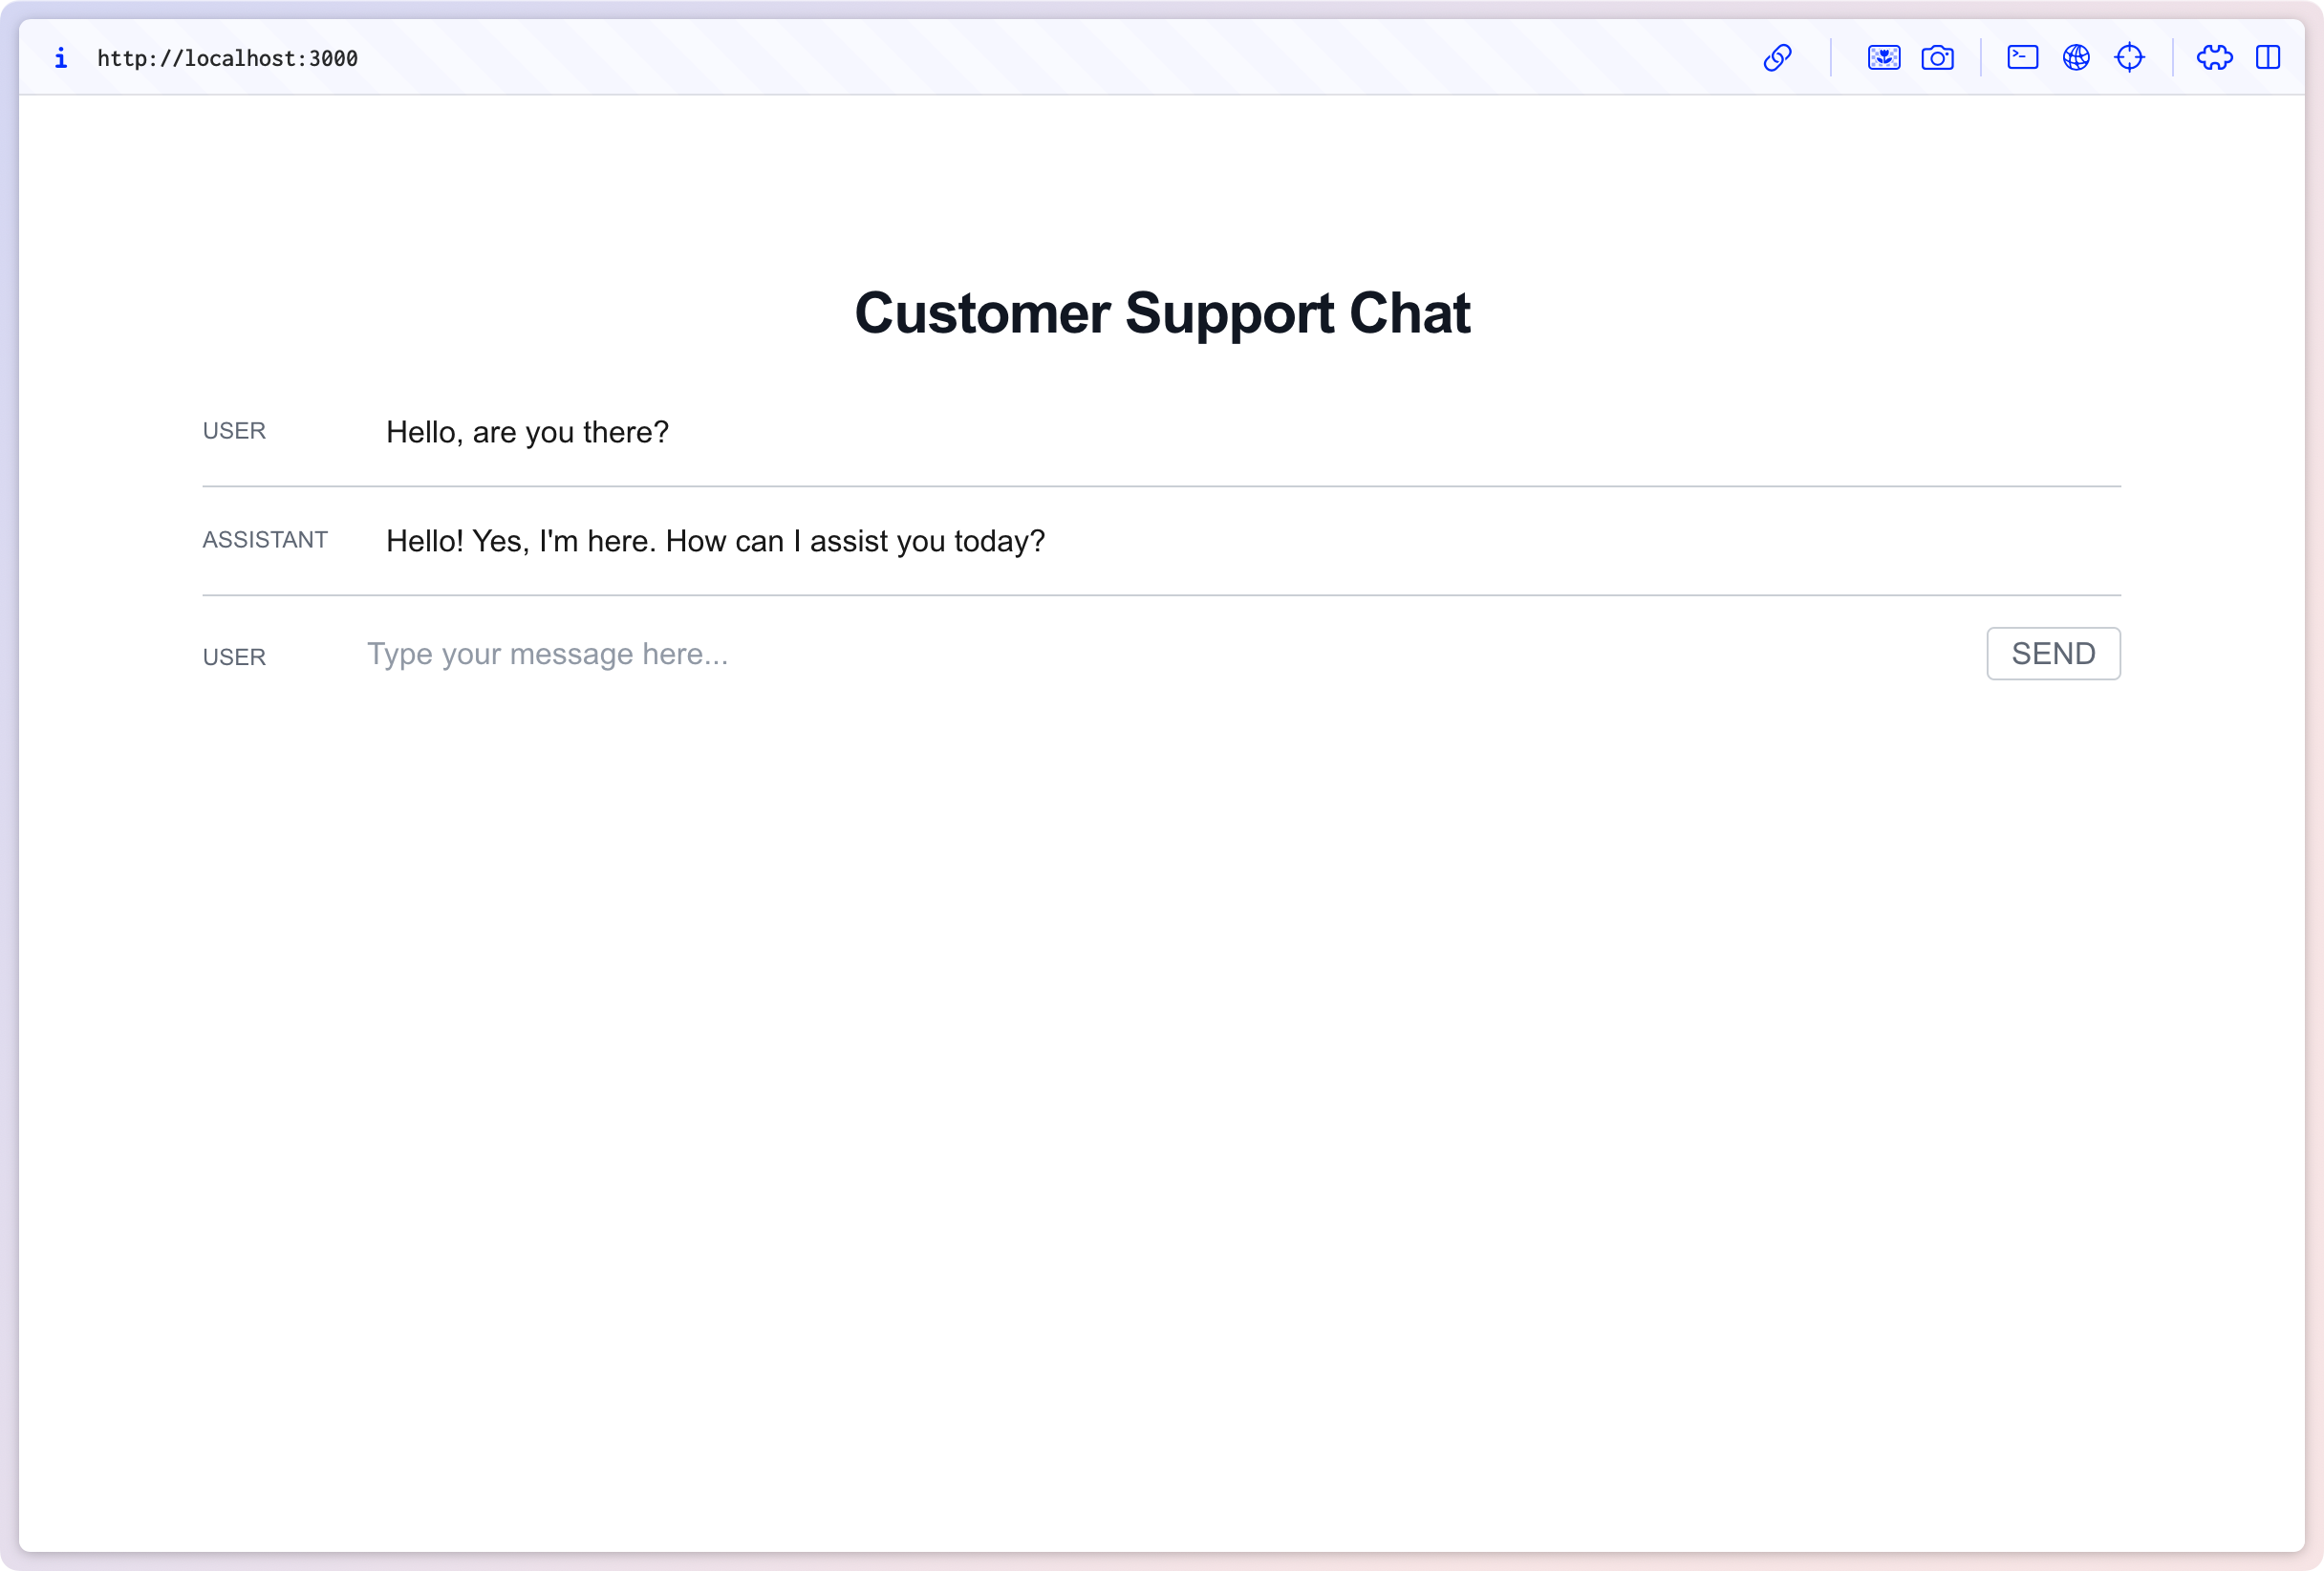 i http://localhost:3000
Customer Support Chat
USER Hello, are you there?
ASSISTANT Hello! Yes, I'm here. How can I assist you today?
USER Type your message here... SEND